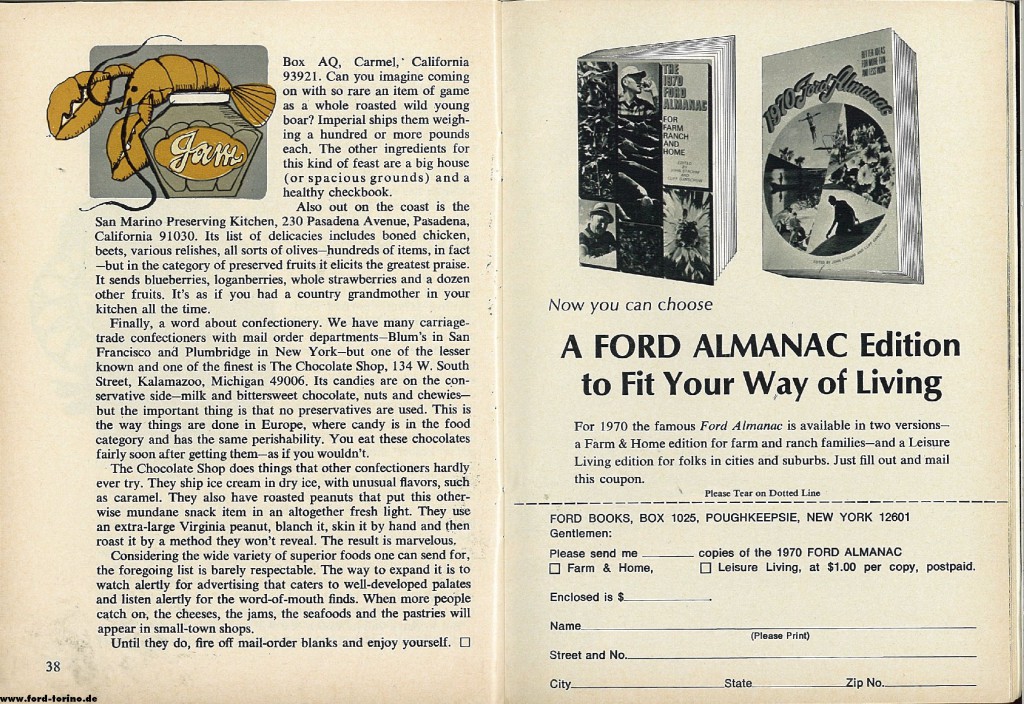 Jam
Box AQ, Carmel, California
93921. Can you imagine coming
on with so rare an item of game
as a whole roasted wild young
boar? Imperial ships them weigh-
ing a hundred or more pounds
each. The other ingredients for
this kind of feast are a big house
(or spacious grounds) and a
healthy checkbook.
Also out on the coast is the
San Marino Preserving Kitchen, 230 Pasadena Avenue, Pasadena,
California 91030. Its list of delicacies includes boned chicken,
beets, various relishes, all sorts of olives—hundreds of items, in fact
—but in the category of preserved fruits it elicits the greatest praise.
It sends blueberries, loganberries, whole strawberries and a dozen
other fruits. It's as if you had a country grandmother in your
kitchen all the time.
Finally, a word about confectionery. We have many carriage-
trade confectioners with mail order departments—Blum's in San
Francisco and Plumbridge in New York—but one of the lesser
known and one of the finest is The Chocolate Shop, 134 W. South
Street, Kalamazoo, Michigan 49006. Its candies are on the con-
servative side—milk and bittersweet chocolate, nuts and chewies—
but the important thing is that no preservatives are used. This is
the way things are done in Europe, where candy is in the food
category and has the same perishability. You eat these chocolates
fairly soon after getting them—as if you wouldn't.
The Chocolate Shop does things that other confectioners hardly
ever try. They ship ice cream in dry ice, with unusual flavors, such
as caramel. They also have roasted peanuts that put this other-
wise mundane snack item in an altogether fresh light. They use
an extra-large Virginia peanut, blanch it, skin it by hand and then
roast it by a method they won't reveal. The result is marvelous.
Considering the wide variety of superior foods one can send for,
the foregoing list is barely respectable. The way to expand it is to
watch alertly for advertising that caters to well-developed palates
and listen alertly for the word-of-mouth finds. When more people
catch on, the cheeses, the jams, the seafoods and the pastries will
appear in small-town shops.
Until they do, fire off mail-order blanks and enjoy yourself. □
38
www.ford-torino.de
THE
1970
FORD
ALMANAC
FOR
FARM
RANCH
AND
HOME
EDITED
BY
AND
BETTER IDEAS
FOR MORE FUN
AND LESS WORK
1970 Ford Almanac
Now you can choose
A FORD ALMANAC Edition
to Fit Your Way of Living
For 1970 the famous Ford Almanac is available in two versions—
a Farm & Home edition for farm and ranch families—and a Leisure
Living edition for folks in cities and suburbs. Just fill out and mail
this coupon.
Please Tear on Dotted Line
FORD BOOKS, BOX 1025, POUGHKEEPSIE, NEW YORK 12601
Gentlemen:
Please send me ________ copies of the 1970 FORD ALMANAC
□ Farm & Home, □ Leisure Living, at $1.00 per copy, postpaid.
Enclosed is $________.
Name________
(Please Print)
Street and No.________
City________ State________ Zip No.________